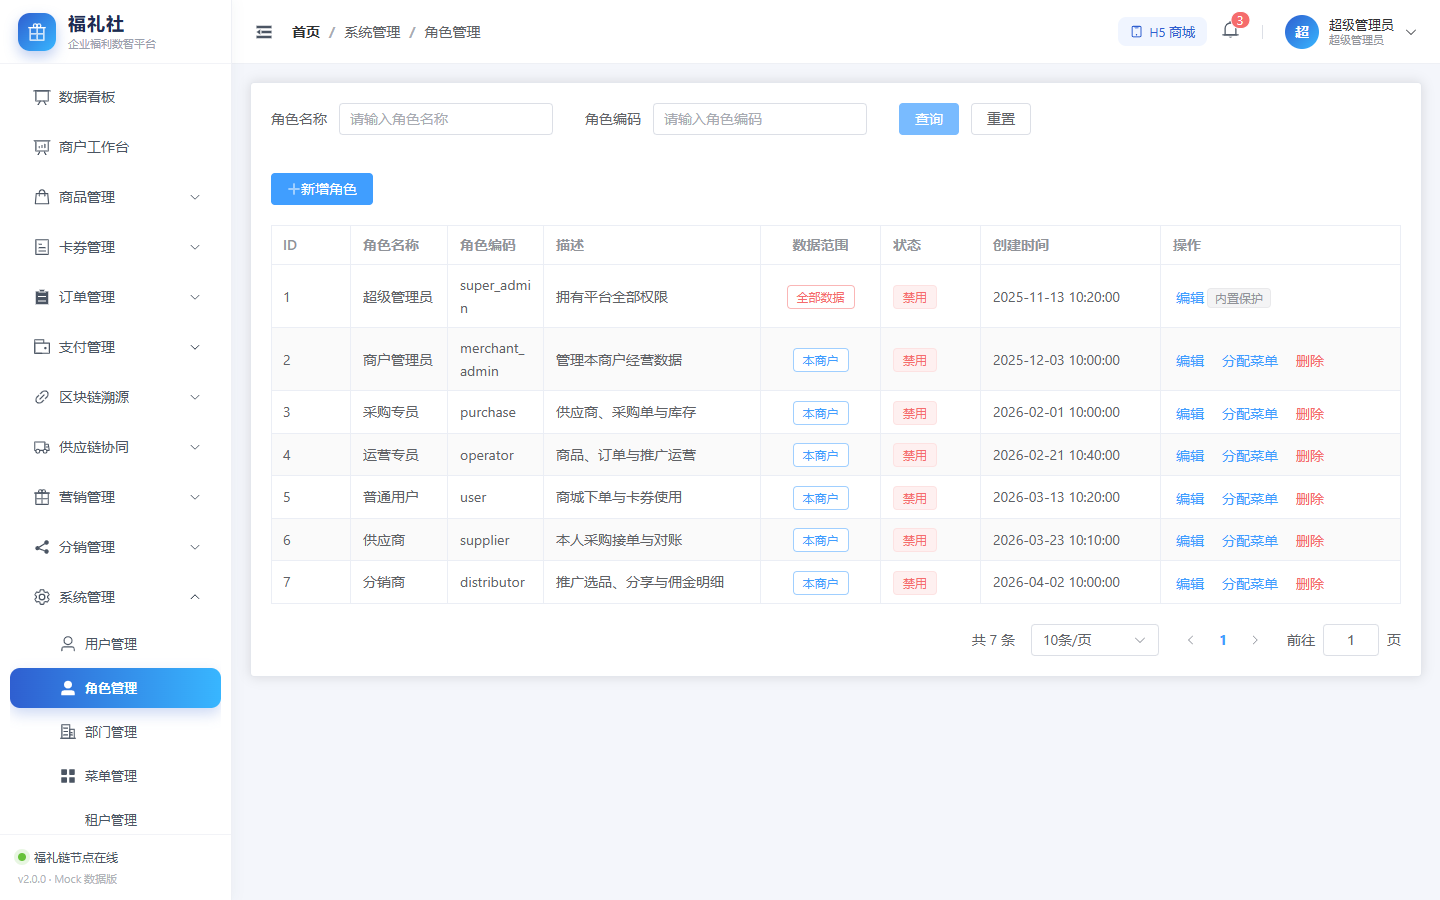 福礼社
企业福利数智平台
首页 / 系统管理 / 角色管理
H5 商城
3
超
超级管理员
超级管理员
数据看板
商户工作台
商品管理
卡券管理
订单管理
支付管理
区块链溯源
供应链协同
营销管理
分销管理
系统管理
用户管理
角色管理
部门管理
菜单管理
租户管理
福礼链节点在线
v2.0.0 · Mock 数据版
角色名称 请输入角色名称 角色编码 请输入角色编码 查询 重置
新增角色
ID 角色名称 角色编码 描述 数据范围 状态 创建时间 操作
1 超级管理员 super_admi
n 拥有平台全部权限 全部数据 禁用 2025-11-13 10:20:00 编辑 内置保护
2 商户管理员 merchant_
admin 管理本商户经营数据 本商户 禁用 2025-12-03 10:00:00 编辑 分配菜单 删除
3 采购专员 purchase 供应商、采购单与库存 本商户 禁用 2026-02-01 10:00:00 编辑 分配菜单 删除
4 运营专员 operator 商品、订单与推广运营 本商户 禁用 2026-02-21 10:40:00 编辑 分配菜单 删除
5 普通用户 user 商城下单与卡券使用 本商户 禁用 2026-03-13 10:20:00 编辑 分配菜单 删除
6 供应商 supplier 本人采购接单与对账 本商户 禁用 2026-03-23 10:10:00 编辑 分配菜单 删除
7 分销商 distributor 推广选品、分享与佣金明细 本商户 禁用 2026-04-02 10:00:00 编辑 分配菜单 删除
共 7 条 10条/页 1 前往 1 页